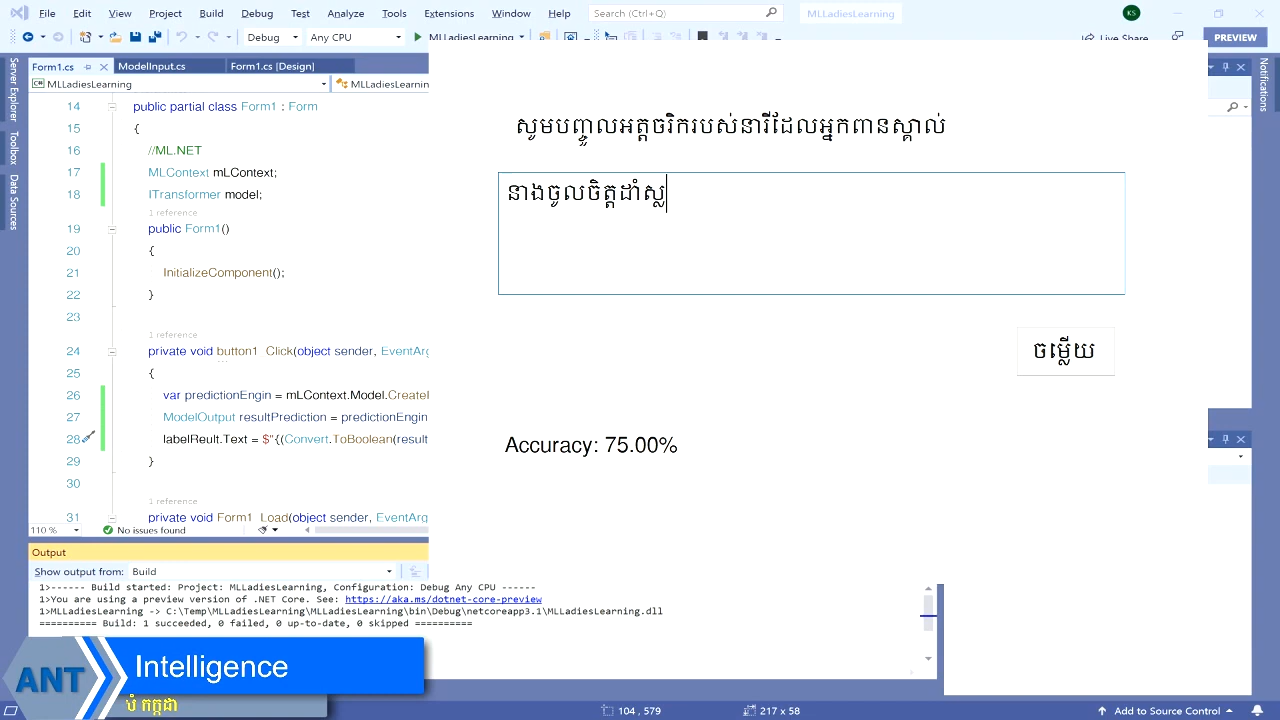 File Edit View Project Build Debug Test Analyze Tools Extensions Window Help Search (Ctrl+Q) MLLadiesLearning KS
Debug Any CPU MLLadiesLearning Live Share PREVIEW
Server Explorer Toolbox Data Sources
Form1.cs ModelInput.cs Form1.cs [Design]
Notifications
MLLadiesLearning MLLadiesLearnin
14 public partial class Form1 : Form
15 {
16 //ML.NET
17 MLContext mLContext;
18 ITransformer model;
1 reference
19 public Form1()
20 {
21 InitializeComponent();
22 }
23
1 reference
24 private void button1_Click(object sender, EventArg
25 {
26 var predictionEngin = mLContext.Model.CreateI
27 ModelOutput resultPrediction = predictionEngin
28 labelReult.Text = $"{(Convert.ToBoolean(result
29 }
30
1 reference
31 private void Form1_Load(object sender, EventArg
110 % No issues found
សូមបញ្ចូលអត្តចរិករបស់នារីដែលអ្នកពានស្គាល់
នាងចូលចិត្តដាំស្ល
ចម្លើយ
Accuracy: 75.00%
Output
Show output from: Build
1>------ Build started: Project: MLLadiesLearning, Configuration: Debug Any CPU ------
1>You are using a preview version of .NET Core. See: https://aka.ms/dotnet-core-preview
1>MLLadiesLearning -> C:\Temp\MLLadiesLearning\MLLadiesLearning\bin\Debug\netcoreapp3.1\MLLadiesLearning.dll
========== Build: 1 succeeded, 0 failed, 0 up-to-date, 0 skipped ==========
ANT Intelligence
104 , 579 217 x 58 Add to Source Control